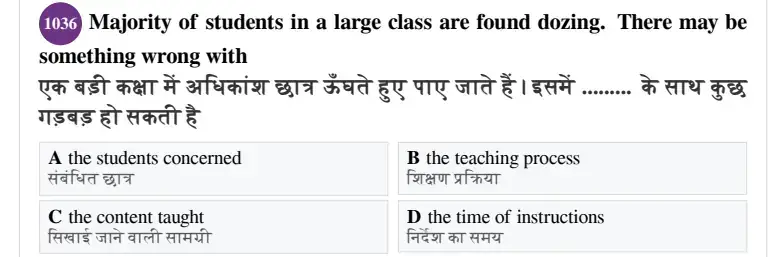 1036 Majority of students in a large class are found dozing. There may be
something wrong with
एक बड़ी कक्षा में अधिकांश छात्र ऊँघते हुए पाए जाते हैं। इसमें ......... के साथ कुछ
गड़बड़ हो सकती है
A the students concerned
संबंधित छात्र
B the teaching process
शिक्षण प्रक्रिया
C the content taught
सिखाई जाने वाली सामग्री
D the time of instructions
निर्देश का समय